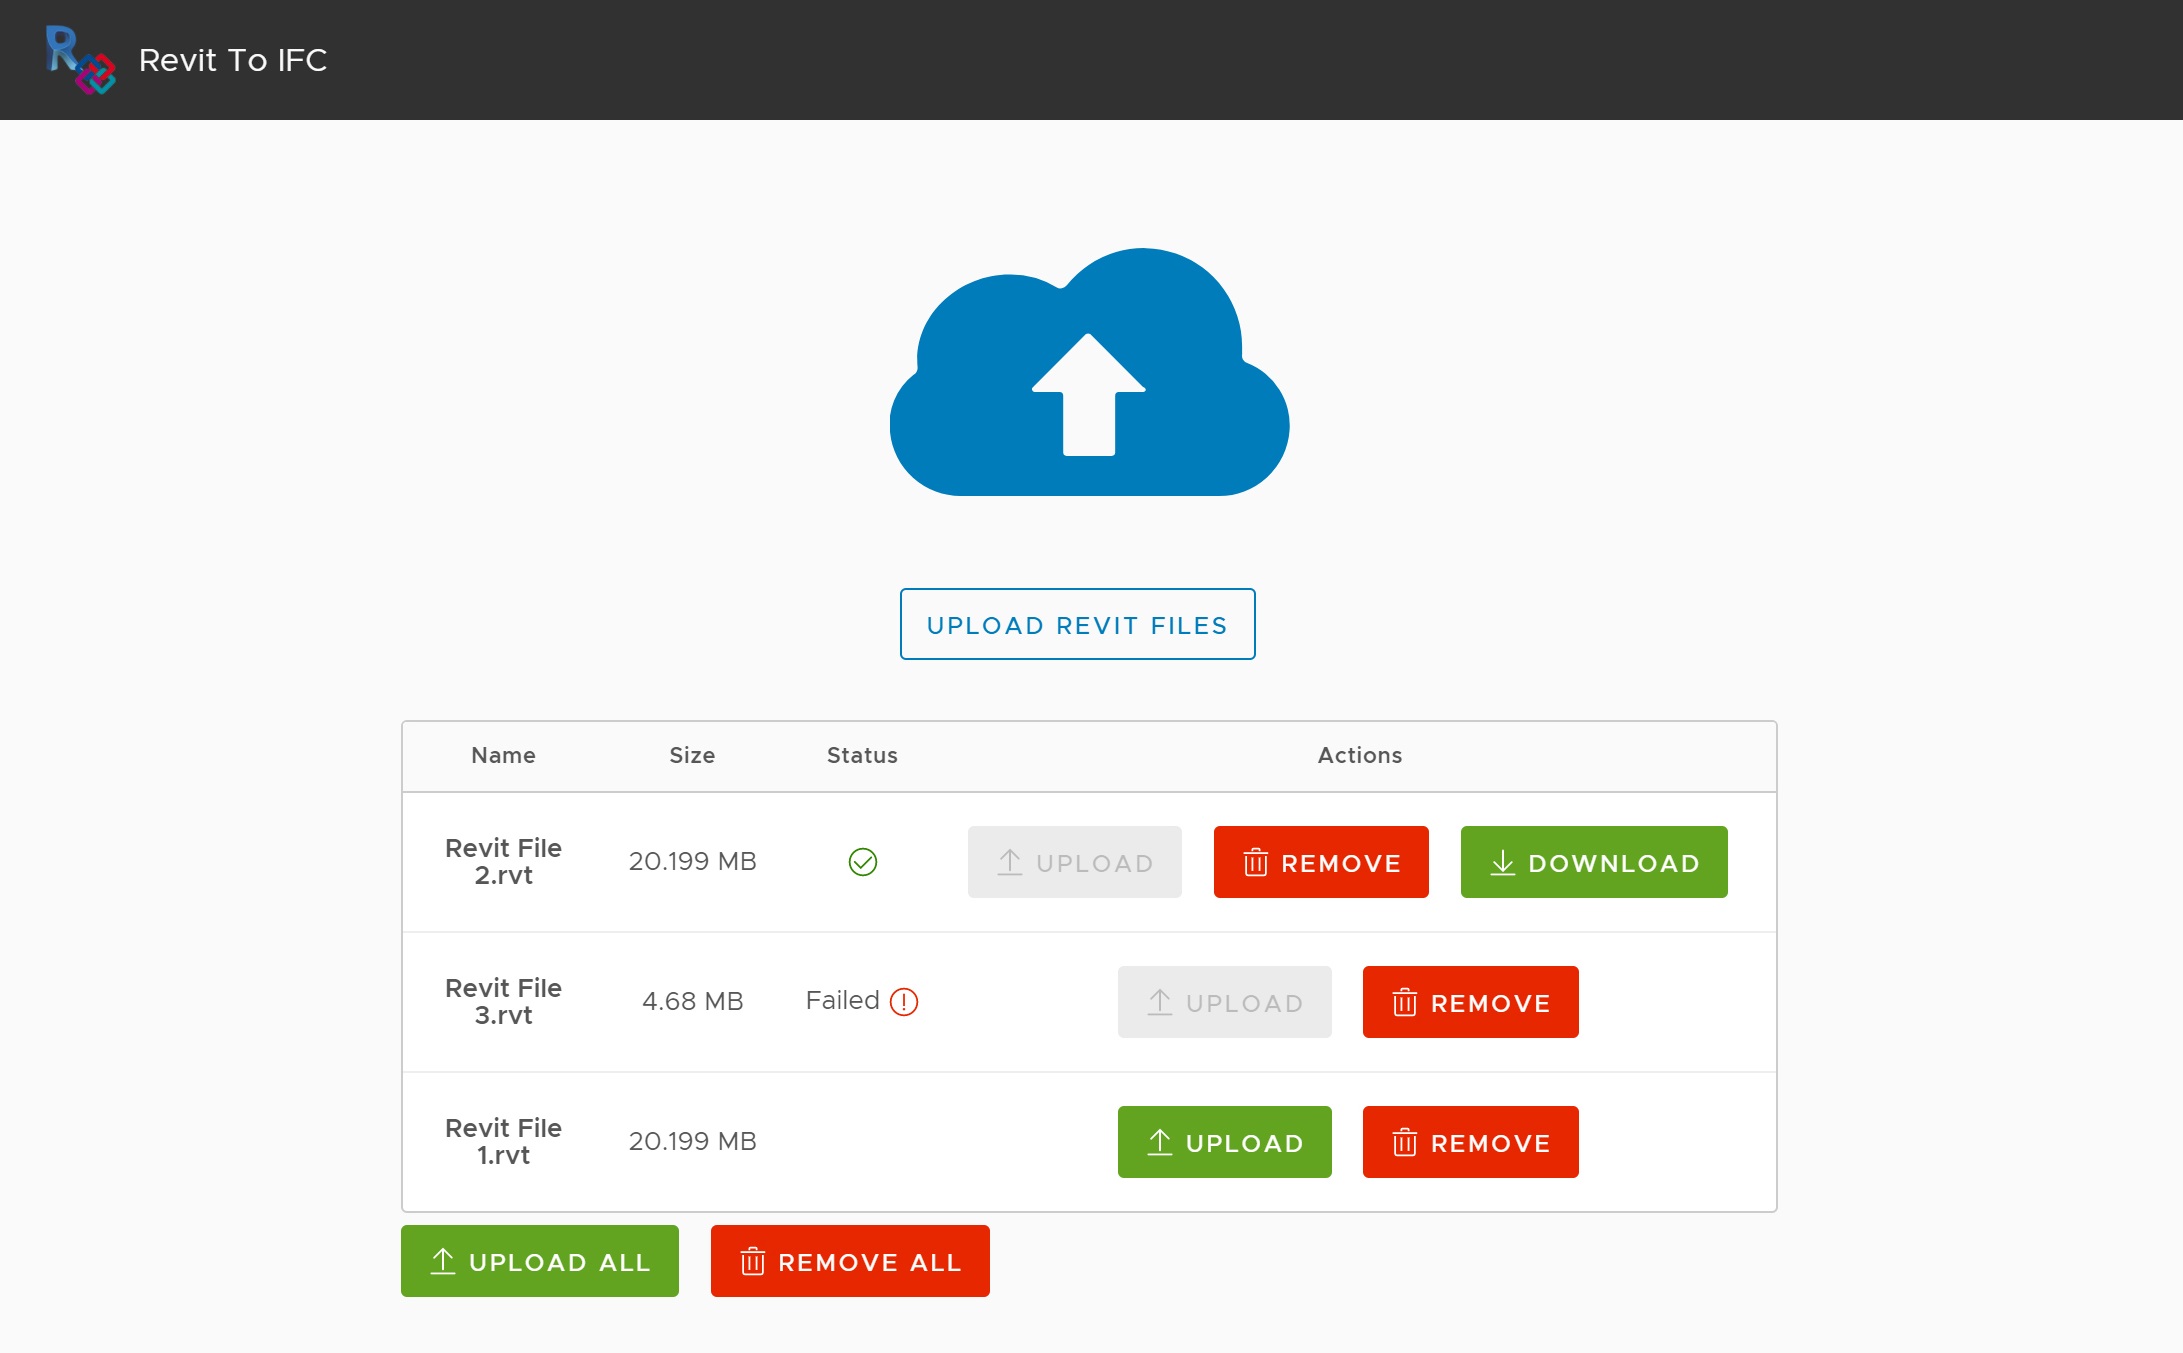 Revit To IFC
UPLOAD REVIT FILES
Name Size Status Actions
Revit File
2.rvt
20.199 MB
UPLOAD REMOVE DOWNLOAD
Revit File
3.rvt
4.68 MB
Failed
UPLOAD REMOVE
Revit File
1.rvt
20.199 MB
UPLOAD REMOVE
UPLOAD ALL REMOVE ALL